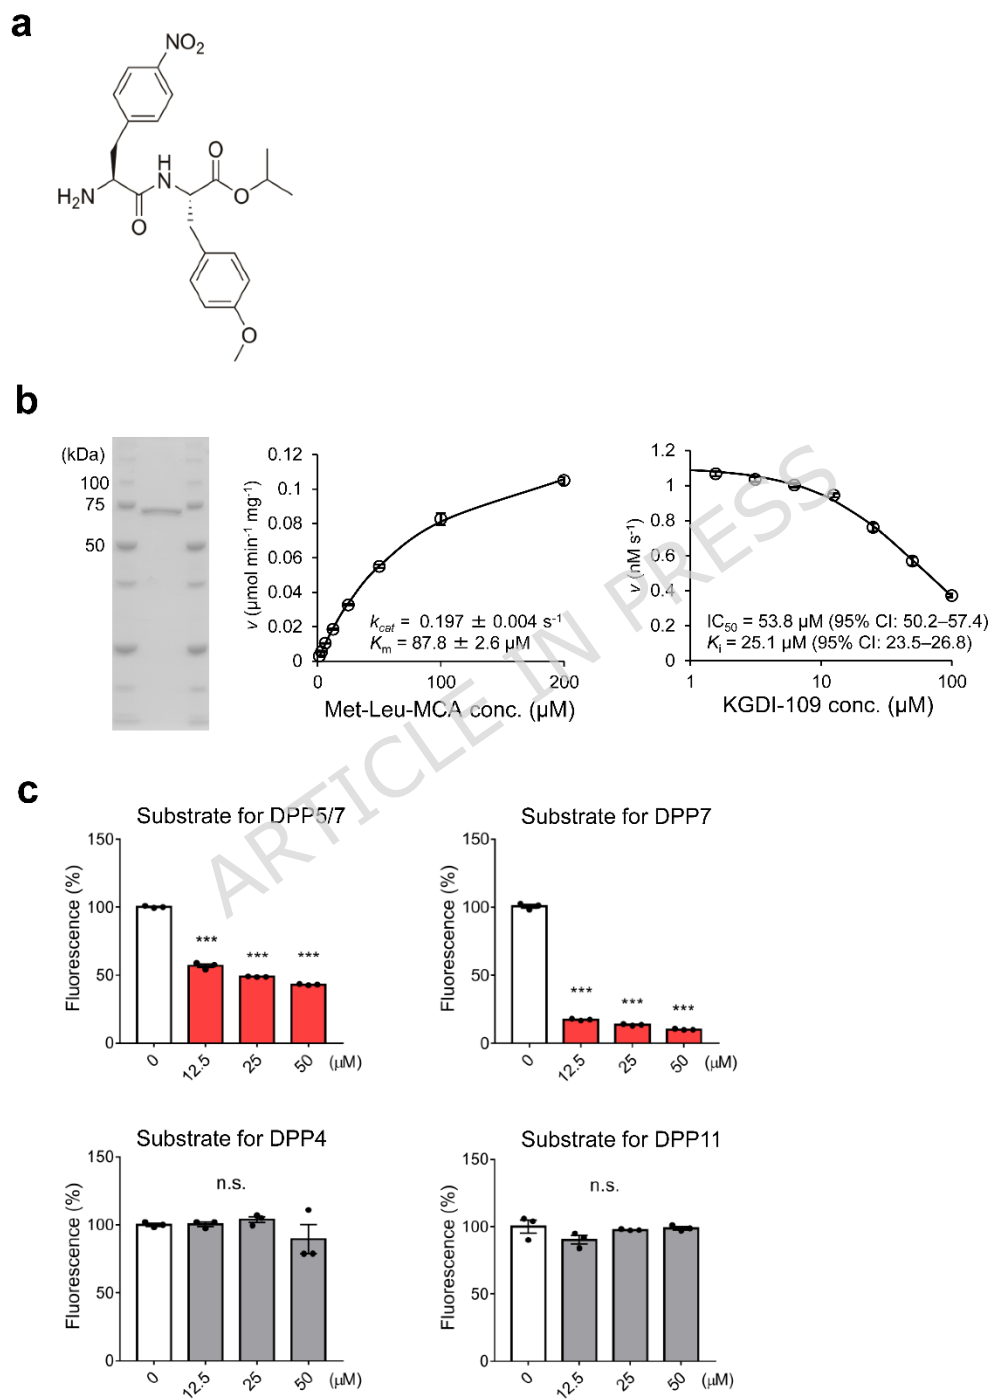 a
NO₂
H₂N
H
N
O
O
O
O
b
(kDa)
100
75
50
v (μmol min⁻¹ mg⁻¹)
0.12
0.1
0.08
0.06
0.04
0.02
0
k_cat = 0.197 ± 0.004 s⁻¹
K_m = 87.8 ± 2.6 μM
0 100 200
Met-Leu-MCA conc. (μM)
v (nM s⁻¹)
1.2
1
0.8
0.6
0.4
0.2
0
IC₅₀ = 53.8 μM (95% CI: 50.2–57.4)
K_i = 25.1 μM (95% CI: 23.5–26.8)
1 10 100
KGDI-109 conc. (μM)
ARTICLE IN PRESS
c
Substrate for DPP5/7
Fluorescence (%)
150
100
50
0
*** *** ***
0 12.5 25 50 (μM)
Substrate for DPP7
Fluorescence (%)
150
100
50
0
*** *** ***
0 12.5 25 50 (μM)
Substrate for DPP4
Fluorescence (%)
150
100
50
0
n.s.
0 12.5 25 50 (μM)
Substrate for DPP11
Fluorescence (%)
150
100
50
0
n.s.
0 12.5 25 50 (μM)